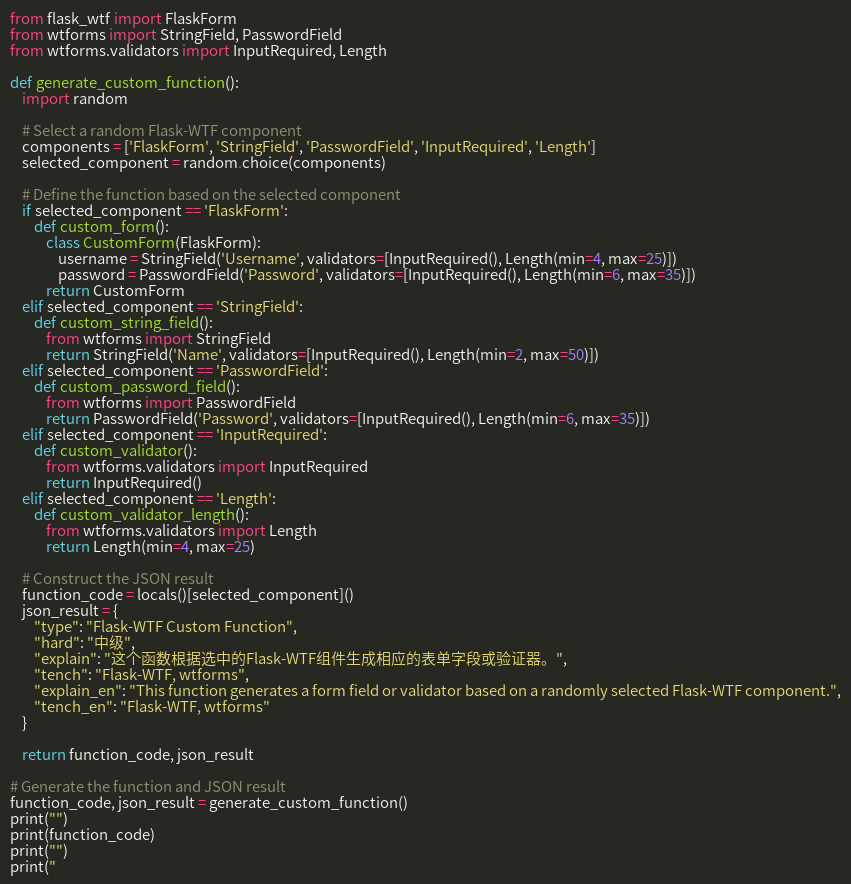 from flask_wtf import FlaskForm
from wtforms import StringField, PasswordField
from wtforms.validators import InputRequired, Length

def generate_custom_function():
    import random

    # Select a random Flask-WTF component
    components = ['FlaskForm', 'StringField', 'PasswordField', 'InputRequired', 'Length']
    selected_component = random.choice(components)

    # Define the function based on the selected component
    if selected_component == 'FlaskForm':
        def custom_form():
            class CustomForm(FlaskForm):
                username = StringField('Username', validators=[InputRequired(), Length(min=4, max=25)])
                password = PasswordField('Password', validators=[InputRequired(), Length(min=6, max=35)])
            return CustomForm
    elif selected_component == 'StringField':
        def custom_string_field():
            from wtforms import StringField
            return StringField('Name', validators=[InputRequired(), Length(min=2, max=50)])
    elif selected_component == 'PasswordField':
        def custom_password_field():
            from wtforms import PasswordField
            return PasswordField('Password', validators=[InputRequired(), Length(min=6, max=35)])
    elif selected_component == 'InputRequired':
        def custom_validator():
            from wtforms.validators import InputRequired
            return InputRequired()
    elif selected_component == 'Length':
        def custom_validator_length():
            from wtforms.validators import Length
            return Length(min=4, max=25)

    # Construct the JSON result
    function_code = locals()[selected_component]()
    json_result = {
        "type": "Flask-WTF Custom Function",
        "hard": "中级",
        "explain": "这个函数根据选中的Flask-WTF组件生成相应的表单字段或验证器。",
        "tench": "Flask-WTF, wtforms",
        "explain_en": "This function generates a form field or validator based on a randomly selected Flask-WTF component.",
        "tench_en": "Flask-WTF, wtforms"
    }

    return function_code, json_result

# Generate the function and JSON result
function_code, json_result = generate_custom_function()
print("")
print(function_code)
print("")
print("